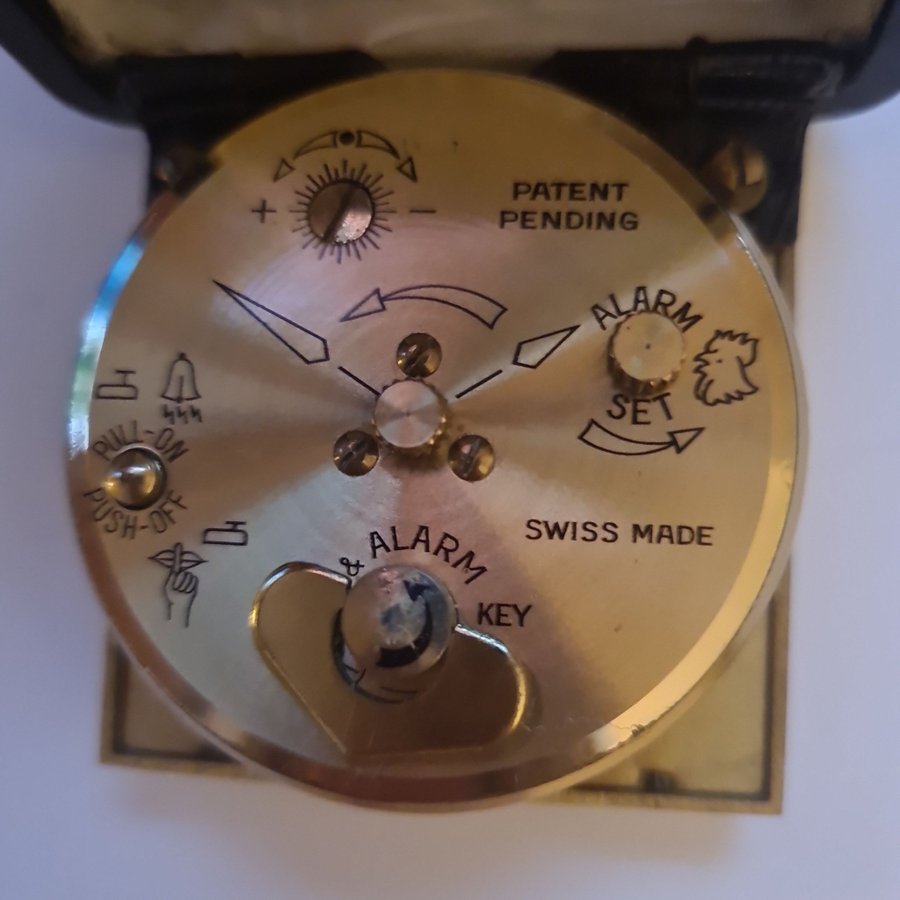 + -
PATENT
PENDING
ALARM
SET
PULL-ON
PUSH-OFF
SWISS MADE
& ALARM
KEY